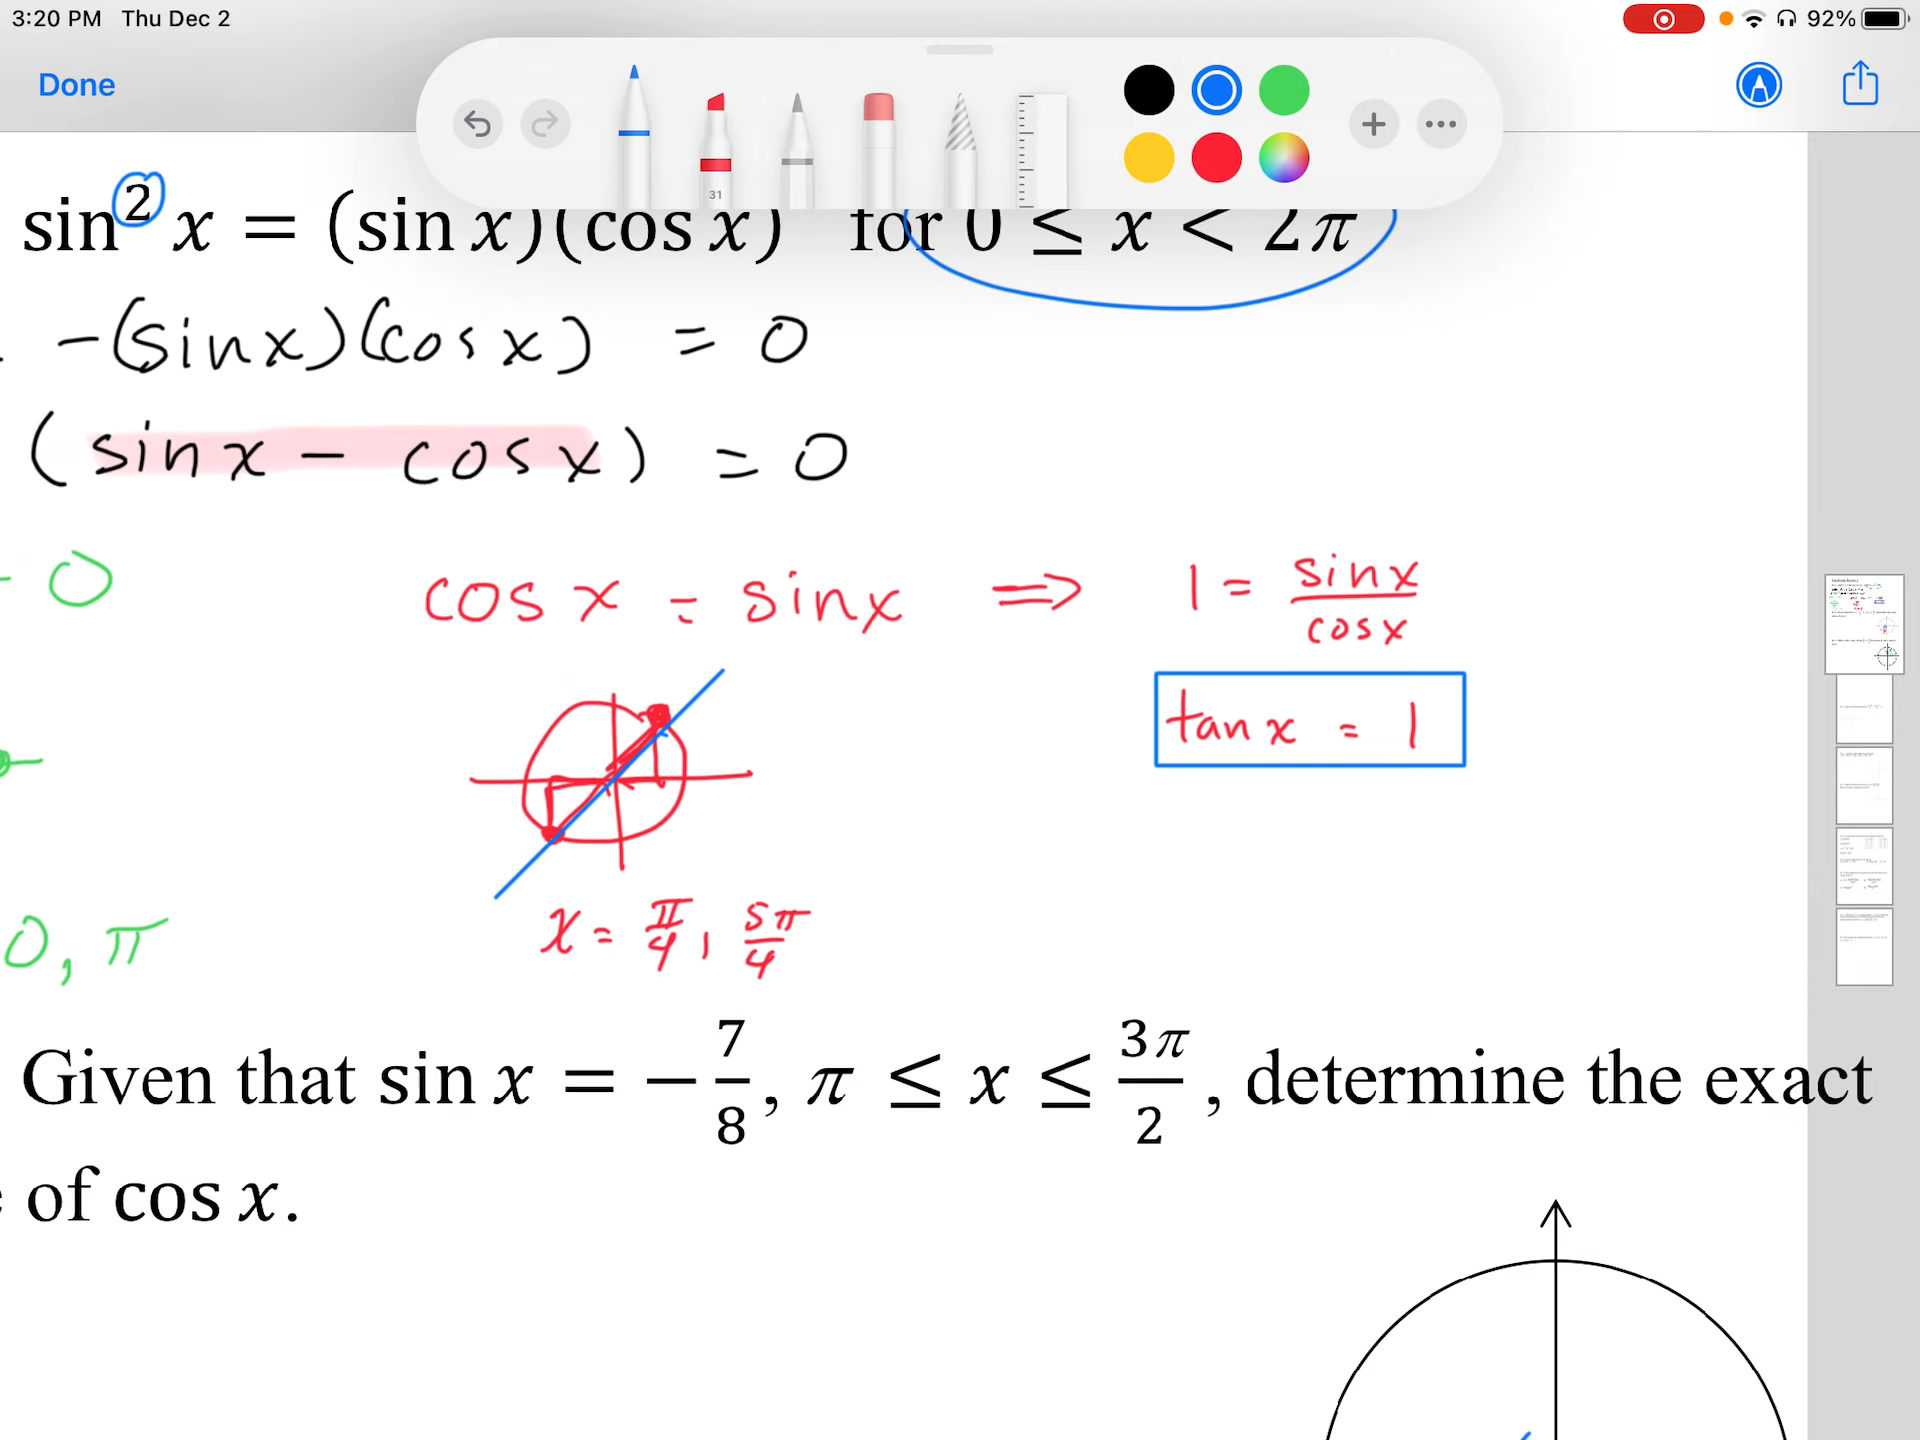 3:20 PM Thu Dec 2 92%
Done
31
sin² x = (sin x)(cos x) for 0 ≤ x < 2π
-(sinx)(cosx) = 0
(sinx - cosx) = 0
0
cos x = sinx ⇒ 1 = sinx/cosx
tanx = 1
0, π
x = π/4, 5π/4
Given that sin x = −7/8, π ≤ x ≤ 3π/2, determine the exact
of cos x.